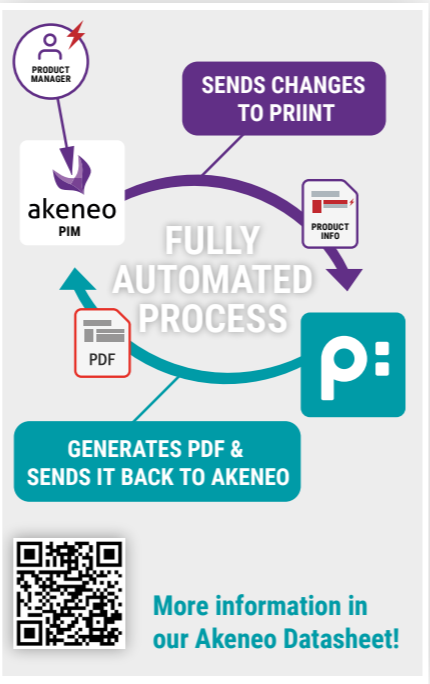 PRODUCT
MANAGER
SENDS CHANGES
TO PRIINT
akeneo
PIM
PRODUCT
INFO
FULLY
AUTOMATED
PROCESS
PDF
p:
GENERATES PDF &
SENDS IT BACK TO AKENEO
More information in
our Akeneo Datasheet!